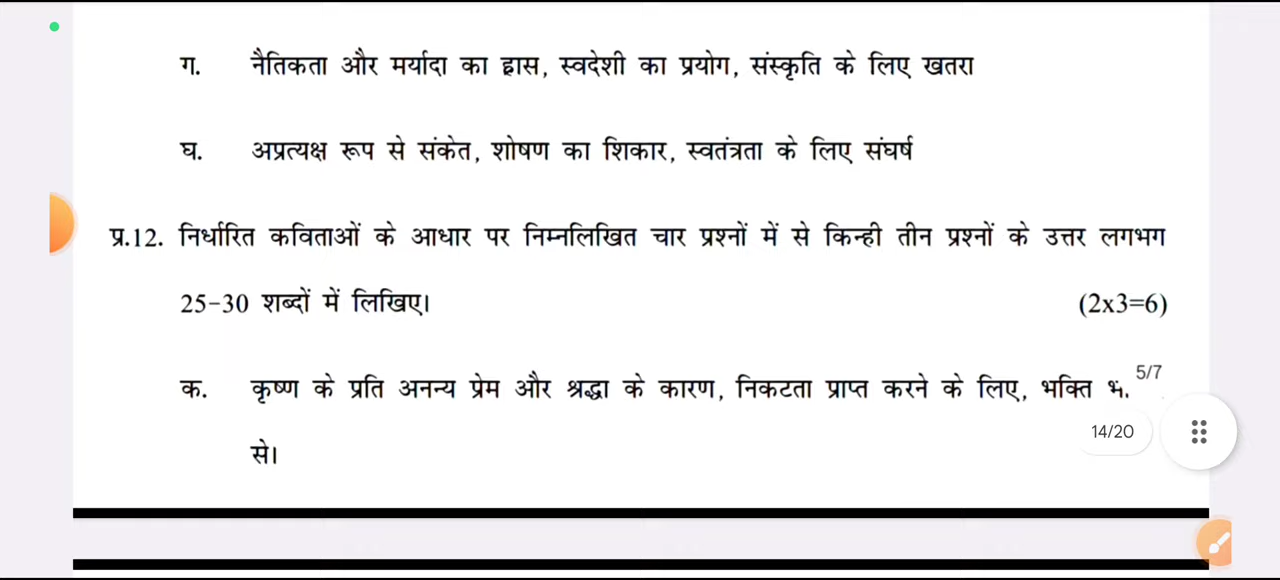 ग. नैतिकता और मर्यादा का ह्रास, स्वदेशी का प्रयोग, संस्कृति के लिए खतरा
घ. अप्रत्यक्ष रूप से संकेत, शोषण का शिकार, स्वतंत्रता के लिए संघर्ष
प्र.12. निर्धारित कविताओं के आधार पर निम्नलिखित चार प्रश्नों में से किन्ही तीन प्रश्नों के उत्तर लगभग
25-30 शब्दों में लिखिए। (2x3=6)
क. कृष्ण के प्रति अनन्य प्रेम और श्रद्धा के कारण, निकटता प्राप्त करने के लिए, भक्ति
5/7
14/20
से।